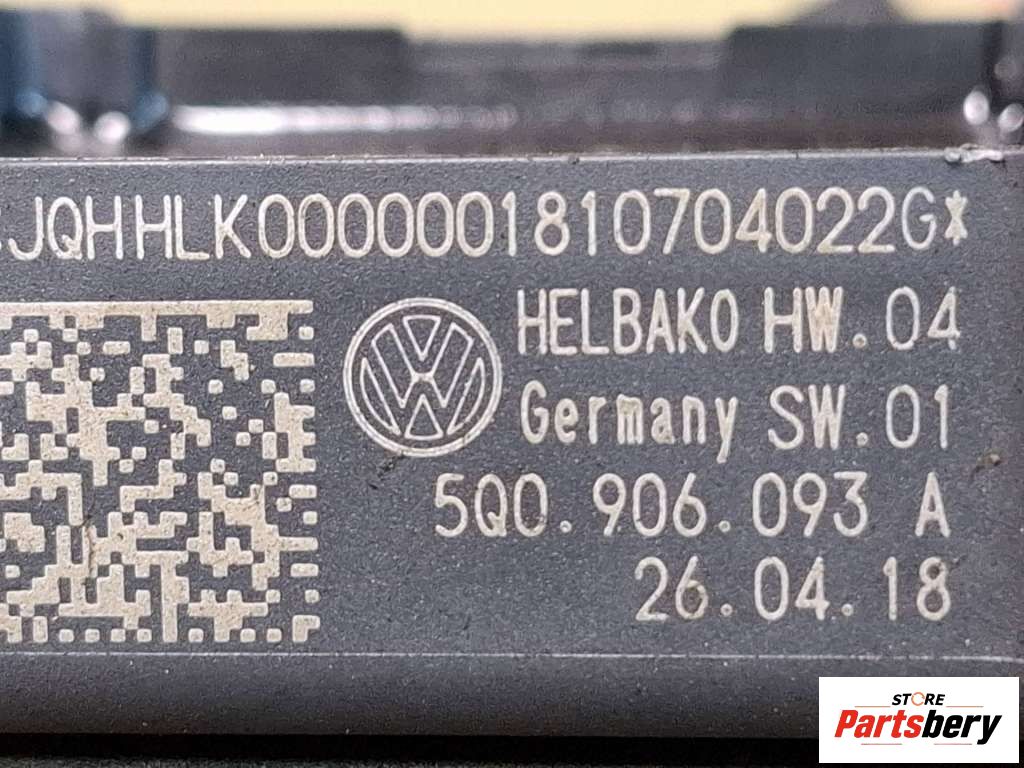 JQHHLK0000001810704022G*
HELBAKO HW.04
Germany SW.01
5Q0.906.093 A
26.04.18
STORE
Partsbery